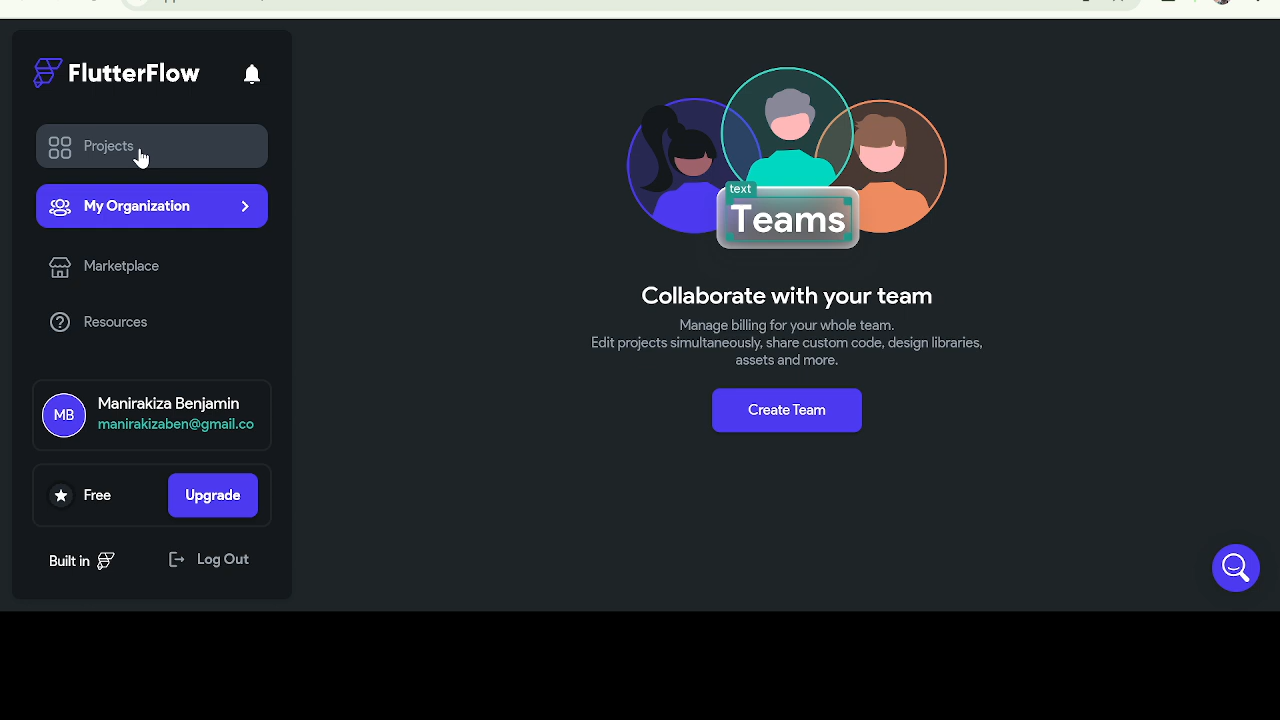 FlutterFlow
Projects
My Organization
Marketplace
Resources
MB
Manirakiza Benjamin
manirakizaben@gmail.co
Free
Upgrade
Built in
Log Out
text
Teams
Collaborate with your team
Manage billing for your whole team.
Edit projects simultaneously, share custom code, design libraries,
assets and more.
Create Team